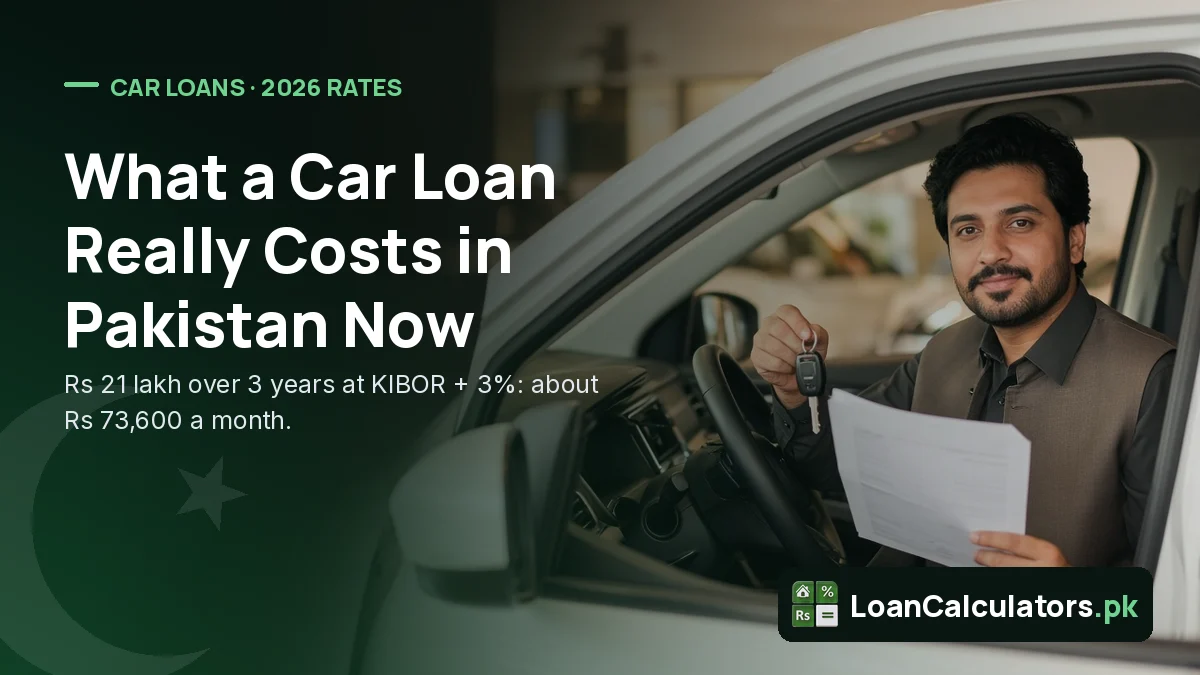 CAR LOANS · 2026 RATES
What a Car Loan
Really Costs in
Pakistan Now
Rs 21 lakh over 3 years at KIBOR + 3%: about
Rs 73,600 a month.
% 
Rs =
LoanCalculators.pk